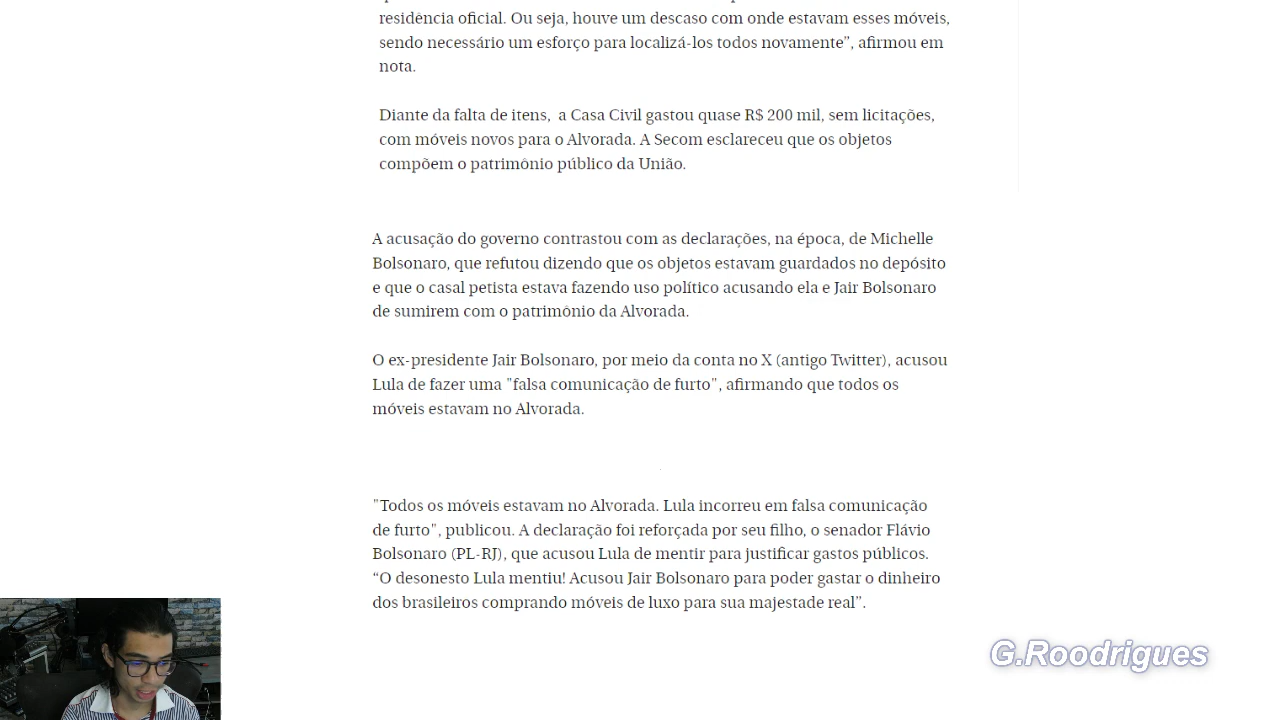 residência oficial. Ou seja, houve um descaso com onde estavam esses móveis,
sendo necessário um esforço para localizá-los todos novamente”, afirmou em
nota.
Diante da falta de itens,  a Casa Civil gastou quase R$ 200 mil, sem licitações,
com móveis novos para o Alvorada. A Secom esclareceu que os objetos
compõem o patrimônio público da União.
A acusação do governo contrastou com as declarações, na época, de Michelle
Bolsonaro, que refutou dizendo que os objetos estavam guardados no depósito
e que o casal petista estava fazendo uso político acusando ela e Jair Bolsonaro
de sumirem com o patrimônio da Alvorada.
O ex-presidente Jair Bolsonaro, por meio da conta no X (antigo Twitter), acusou
Lula de fazer uma "falsa comunicação de furto", afirmando que todos os
móveis estavam no Alvorada.
"Todos os móveis estavam no Alvorada. Lula incorreu em falsa comunicação
de furto", publicou. A declaração foi reforçada por seu filho, o senador Flávio
Bolsonaro (PL-RJ), que acusou Lula de mentir para justificar gastos públicos.
“O desonesto Lula mentiu! Acusou Jair Bolsonaro para poder gastar o dinheiro
dos brasileiros comprando móveis de luxo para sua majestade real”.
G.Roodrigues